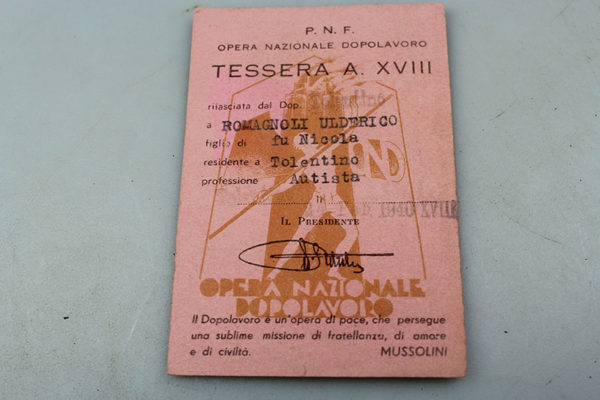 P. N. F.
OPERA NAZIONALE DOPOLAVORO
TESSERA A. XVIII
rilasciata dal Dop. Tolentino
a ROMAGNOLI ULDERICO
figlio di fu Nicola
residente a Tolentino
professione Autista
1940 XVIII
IL PRESIDENTE
OND
OPERA NAZIONALE
DOPOLAVORO
Il Dopolavoro è un'opera di pace, che persegue
una sublime missione di fratellanza, di amore
e di civiltà. MUSSOLINI